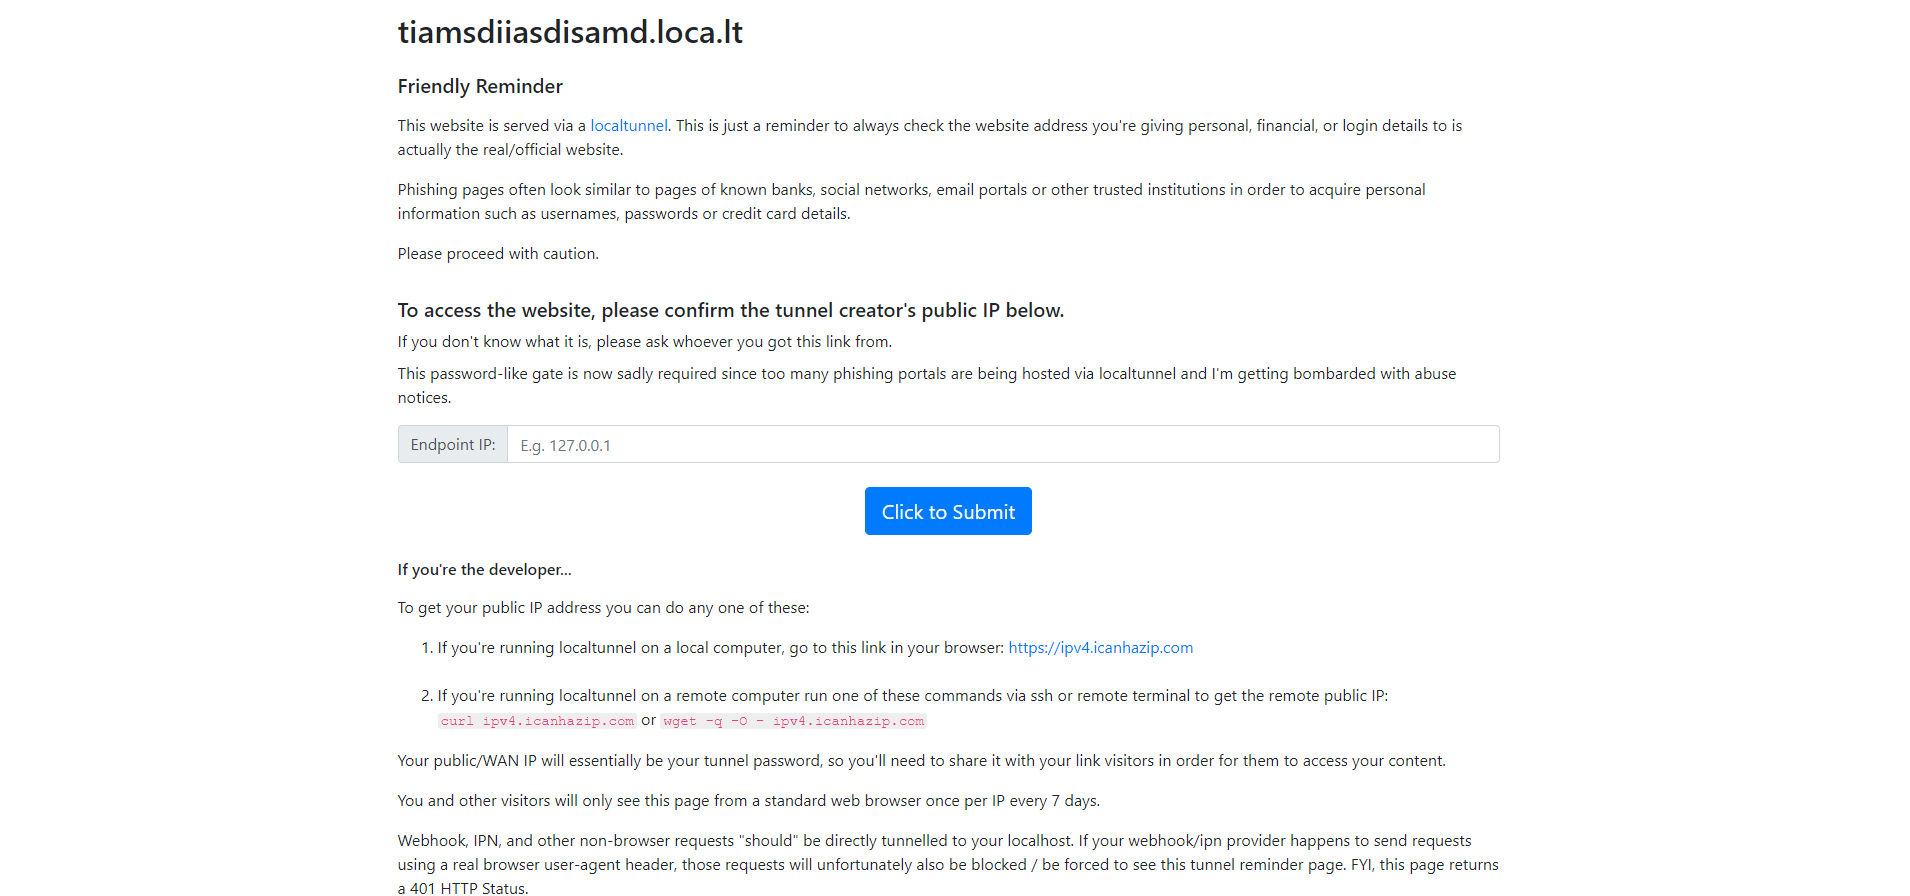 tiamsdiiasdisamd.loca.lt
Friendly Reminder
This website is served via a localtunnel. This is just a reminder to always check the website address you're giving personal, financial, or login details to is
actually the real/official website.
Phishing pages often look similar to pages of known banks, social networks, email portals or other trusted institutions in order to acquire personal
information such as usernames, passwords or credit card details.
Please proceed with caution.
To access the website, please confirm the tunnel creator's public IP below.
If you don't know what it is, please ask whoever you got this link from.
This password-like gate is now sadly required since too many phishing portals are being hosted via localtunnel and I'm getting bombarded with abuse
notices.
Endpoint IP: E.g. 127.0.0.1
Click to Submit
If you're the developer...
To get your public IP address you can do any one of these:
1. If you're running localtunnel on a local computer, go to this link in your browser: https://ipv4.icanhazip.com
2. If you're running localtunnel on a remote computer run one of these commands via ssh or remote terminal to get the remote public IP:
curl ipv4.icanhazip.com or wget -q -O - ipv4.icanhazip.com
Your public/WAN IP will essentially be your tunnel password, so you'll need to share it with your link visitors in order for them to access your content.
You and other visitors will only see this page from a standard web browser once per IP every 7 days.
Webhook, IPN, and other non-browser requests "should" be directly tunnelled to your localhost. If your webhook/ipn provider happens to send requests
using a real browser user-agent header, those requests will unfortunately also be blocked / be forced to see this tunnel reminder page. FYI, this page returns
a 401 HTTP Status.